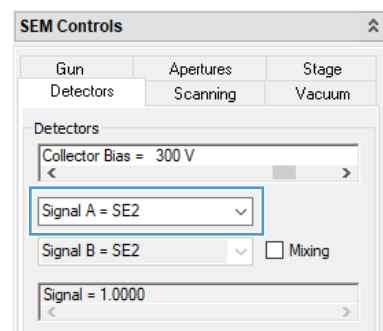 SEM Controls
Gun Apertures Stage
Detectors Scanning Vacuum
Detectors
Collector Bias = 300 V
Signal A = SE2
Signal B = SE2 Mixing
Signal = 1.0000